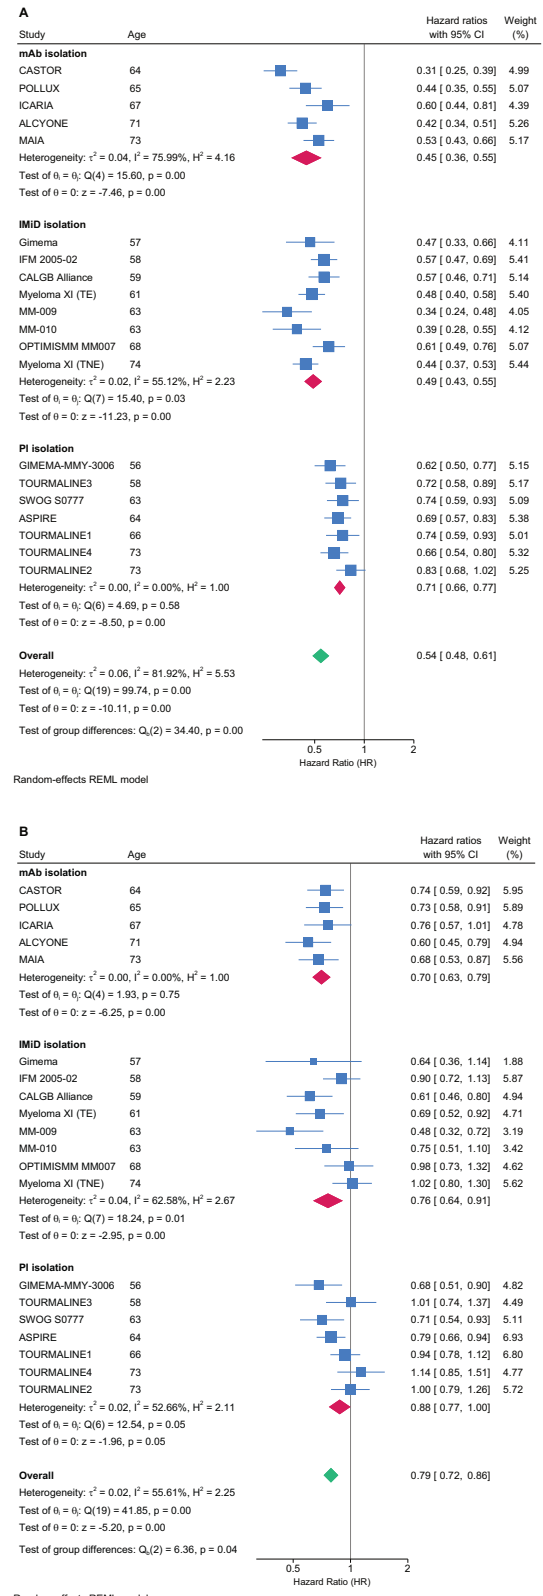 A
Hazard ratios Weight
Study Age with 95% CI (%)
mAb isolation
CASTOR 64 0.31 [ 0.25, 0.39] 4.99
POLLUX 65 0.44 [ 0.35, 0.55] 5.07
ICARIA 67 0.60 [ 0.44, 0.81] 4.39
ALCYONE 71 0.42 [ 0.34, 0.51] 5.26
MAIA 73 0.53 [ 0.43, 0.66] 5.17
Heterogeneity: τ² = 0.04, I² = 75.99%, H² = 4.16 0.45 [ 0.36, 0.55]
Test of θᵢ = θⱼ: Q(4) = 15.60, p = 0.00
Test of θ = 0: z = -7.46, p = 0.00
IMiD isolation
Gimema 57 0.47 [ 0.33, 0.66] 4.11
IFM 2005-02 58 0.57 [ 0.47, 0.69] 5.41
CALGB Alliance 59 0.57 [ 0.46, 0.71] 5.14
Myeloma XI (TE) 61 0.48 [ 0.40, 0.58] 5.40
MM-009 63 0.34 [ 0.24, 0.48] 4.05
MM-010 63 0.39 [ 0.28, 0.55] 4.12
OPTIMISMM MM007 68 0.61 [ 0.49, 0.76] 5.07
Myeloma XI (TNE) 74 0.44 [ 0.37, 0.53] 5.44
Heterogeneity: τ² = 0.02, I² = 55.12%, H² = 2.23 0.49 [ 0.43, 0.55]
Test of θᵢ = θⱼ: Q(7) = 15.40, p = 0.03
Test of θ = 0: z = -11.23, p = 0.00
PI isolation
GIMEMA-MMY-3006 56 0.62 [ 0.50, 0.77] 5.15
TOURMALINE3 58 0.72 [ 0.58, 0.89] 5.17
SWOG S0777 63 0.74 [ 0.59, 0.93] 5.09
ASPIRE 64 0.69 [ 0.57, 0.83] 5.38
TOURMALINE1 66 0.74 [ 0.59, 0.93] 5.01
TOURMALINE4 73 0.66 [ 0.54, 0.80] 5.32
TOURMALINE2 73 0.83 [ 0.68, 1.02] 5.25
Heterogeneity: τ² = 0.00, I² = 0.00%, H² = 1.00 0.71 [ 0.66, 0.77]
Test of θᵢ = θⱼ: Q(6) = 4.69, p = 0.58
Test of θ = 0: z = -8.50, p = 0.00
Overall 0.54 [ 0.48, 0.61]
Heterogeneity: τ² = 0.06, I² = 81.92%, H² = 5.53
Test of θᵢ = θⱼ: Q(19) = 99.74, p = 0.00
Test of θ = 0: z = -10.11, p = 0.00
Test of group differences: Q_b(2) = 34.40, p = 0.00
0.5 1 2
Hazard Ratio (HR)
Random-effects REML model
B
Hazard ratios Weight
Study Age with 95% CI (%)
mAb isolation
CASTOR 64 0.74 [ 0.59, 0.92] 5.95
POLLUX 65 0.73 [ 0.58, 0.91] 5.89
ICARIA 67 0.76 [ 0.57, 1.01] 4.78
ALCYONE 71 0.60 [ 0.45, 0.79] 4.94
MAIA 73 0.68 [ 0.53, 0.87] 5.56
Heterogeneity: τ² = 0.00, I² = 0.00%, H² = 1.00 0.70 [ 0.63, 0.79]
Test of θᵢ = θⱼ: Q(4) = 1.93, p = 0.75
Test of θ = 0: z = -6.25, p = 0.00
IMiD isolation
Gimema 57 0.64 [ 0.36, 1.14] 1.88
IFM 2005-02 58 0.90 [ 0.72, 1.13] 5.87
CALGB Alliance 59 0.61 [ 0.46, 0.80] 4.94
Myeloma XI (TE) 61 0.69 [ 0.52, 0.92] 4.71
MM-009 63 0.48 [ 0.32, 0.72] 3.19
MM-010 63 0.75 [ 0.51, 1.10] 3.42
OPTIMISMM MM007 68 0.98 [ 0.73, 1.32] 4.62
Myeloma XI (TNE) 74 1.02 [ 0.80, 1.30] 5.62
Heterogeneity: τ² = 0.04, I² = 62.58%, H² = 2.67 0.76 [ 0.64, 0.91]
Test of θᵢ = θⱼ: Q(7) = 18.24, p = 0.01
Test of θ = 0: z = -2.95, p = 0.00
PI isolation
GIMEMA-MMY-3006 56 0.68 [ 0.51, 0.90] 4.82
TOURMALINE3 58 1.01 [ 0.74, 1.37] 4.49
SWOG S0777 63 0.71 [ 0.54, 0.93] 5.11
ASPIRE 64 0.79 [ 0.66, 0.94] 6.93
TOURMALINE1 66 0.94 [ 0.78, 1.12] 6.80
TOURMALINE4 73 1.14 [ 0.85, 1.51] 4.77
TOURMALINE2 73 1.00 [ 0.79, 1.26] 5.72
Heterogeneity: τ² = 0.02, I² = 52.66%, H² = 2.11 0.88 [ 0.77, 1.00]
Test of θᵢ = θⱼ: Q(6) = 12.54, p = 0.05
Test of θ = 0: z = -1.96, p = 0.05
Overall 0.79 [ 0.72, 0.86]
Heterogeneity: τ² = 0.02, I² = 55.61%, H² = 2.25
Test of θᵢ = θⱼ: Q(19) = 41.85, p = 0.00
Test of θ = 0: z = -5.20, p = 0.00
Test of group differences: Q_b(2) = 6.36, p = 0.04
0.5 1 2
Hazard Ratio (HR)